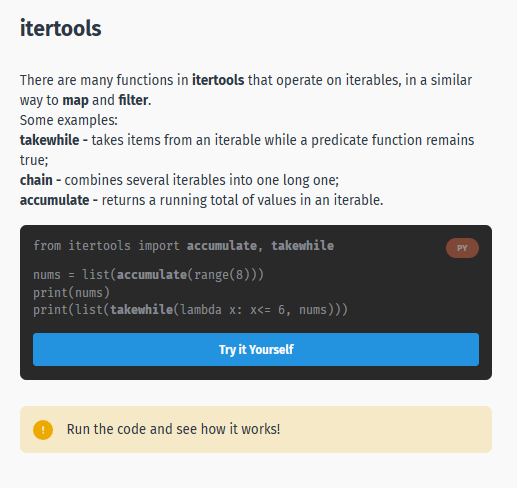 itertools
There are many functions in itertools that operate on iterables, in a similar
way to map and filter.
Some examples:
takewhile - takes items from an iterable while a predicate function remains
true;
chain - combines several iterables into one long one;
accumulate - returns a running total of values in an iterable.
from itertools import accumulate, takewhile
PY
nums = list(accumulate(range(8)))
print(nums)
print(list(takewhile(lambda x: x<= 6, nums)))
Try it Yourself
! Run the code and see how it works!